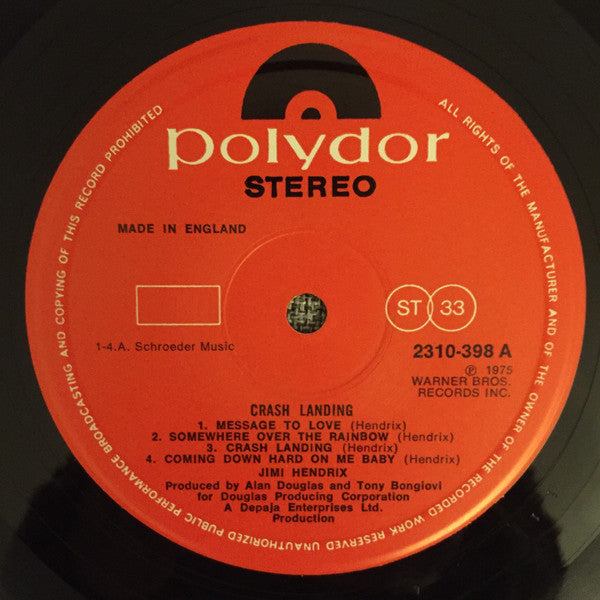 polydor
STEREO
MADE IN ENGLAND
ST 33
1-4.A. Schroeder Music
2310-398 A
℗ 1975
WARNER BROS.
RECORDS INC.
CRASH LANDING
1. MESSAGE TO LOVE (Hendrix)
2. SOMEWHERE OVER THE RAINBOW (Hendrix)
3. CRASH LANDING (Hendrix)
4. COMING DOWN HARD ON ME BABY (Hendrix)
JIMI HENDRIX
Produced by Alan Douglas and Tony Bongiovi
for Douglas Producing Corporation
A Depaja Enterprises Ltd.
Production
ALL RIGHTS OF THE MANUFACTURER AND OF THE OWNER OF THE RECORDED WORK RESERVED UNAUTHORIZED PUBLIC PERFORMANCE BROADCASTING AND COPYING OF THIS RECORD PROHIBITED